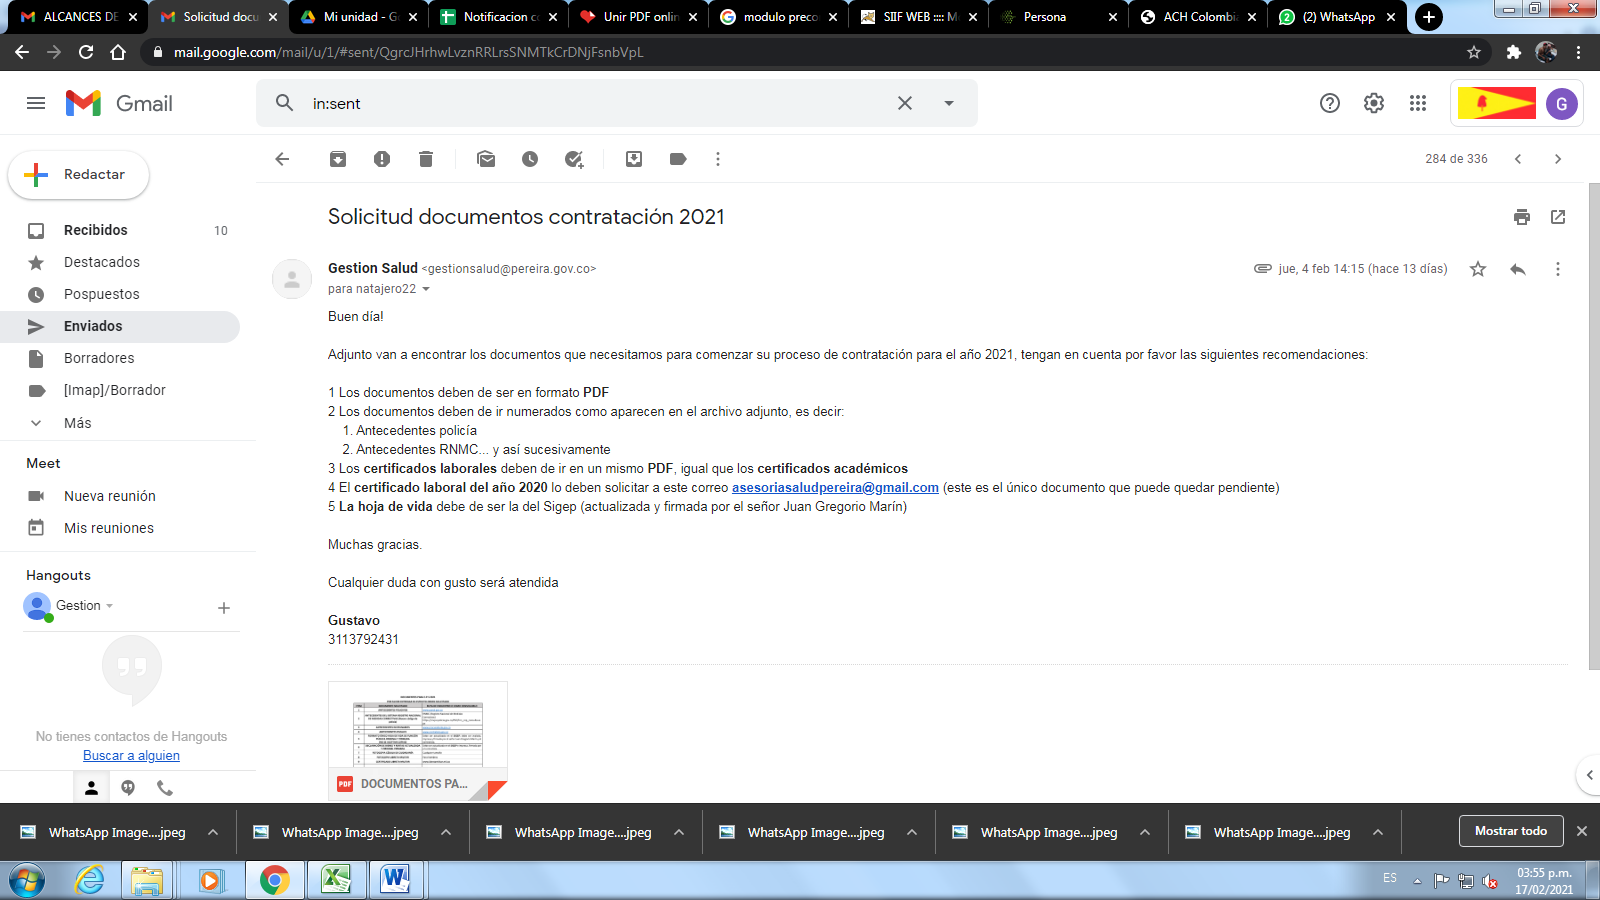 ALCANCES DE
Solicitud docu
Mi unidad - G
Notificacion c
Unir PDF onlin
modulo preco
SIIF WEB :::: M
Persona
ACH Colombia
(2) WhatsApp
mail.google.com/mail/u/1/#sent/QgrcJHrhwLvznRRLrsSNMTkCrDNjFsnbVpL
Gmail
in:sent
G
Redactar
284 de 336
Recibidos 10
Destacados
Pospuestos
Enviados
Borradores
[Imap]/Borrador
Más
Meet
Nueva reunión
Mis reuniones
Hangouts
Gestion
No tienes contactos de Hangouts
Buscar a alguien
Solicitud documentos contratación 2021
Gestion Salud <gestionsalud@pereira.gov.co>
jue, 4 feb 14:15 (hace 13 días)
para natajero22
Buen día!
Adjunto van a encontrar los documentos que necesitamos para comenzar su proceso de contratación para el año 2021, tengan en cuenta por favor las siguientes recomendaciones:
1 Los documentos deben de ser en formato PDF
2 Los documentos deben de ir numerados como aparecen en el archivo adjunto, es decir:
1. Antecedentes policía
2. Antecedentes RNMC... y así sucesivamente
3 Los certificados laborales deben de ir en un mismo PDF, igual que los certificados académicos
4 El certificado laboral del año 2020 lo deben solicitar a este correo asesoriasaludpereira@gmail.com (este es el único documento que puede quedar pendiente)
5 La hoja de vida debe de ser la del Sigep (actualizada y firmada por el señor Juan Gregorio Marín)
Muchas gracias.
Cualquier duda con gusto será atendida
Gustavo
3113792431
PDF DOCUMENTOS PA...
WhatsApp Image....jpeg
WhatsApp Image....jpeg
WhatsApp Image....jpeg
WhatsApp Image....jpeg
WhatsApp Image....jpeg
WhatsApp Image....jpeg
Mostrar todo
ES
03:55 p.m.
17/02/2021